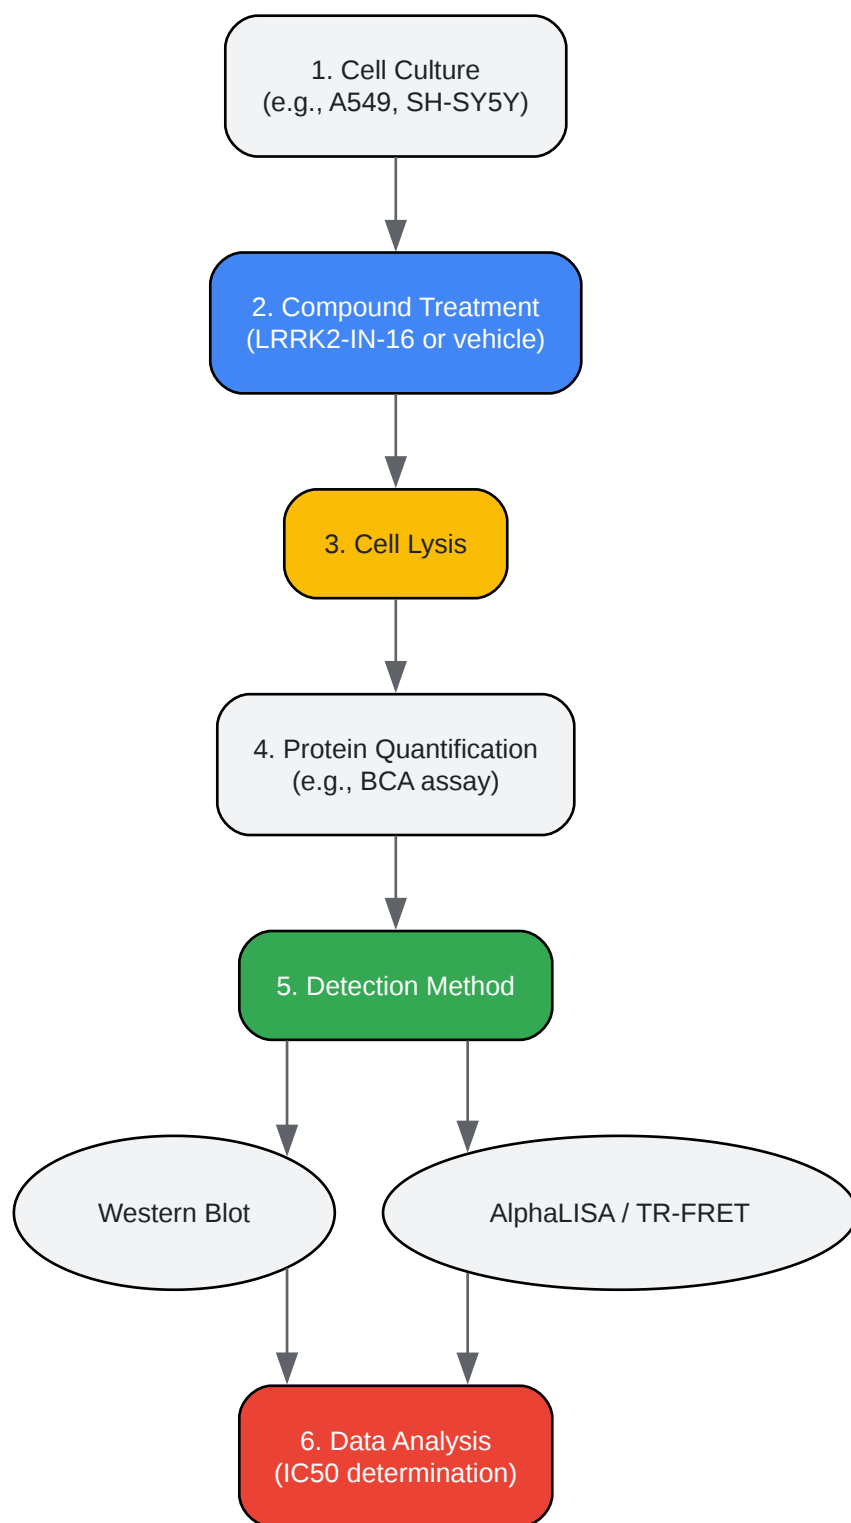 1. Cell Culture
(e.g., A549, SH-SY5Y)
2. Compound Treatment
(LRRK2-IN-16 or vehicle)
3. Cell Lysis
4. Protein Quantification
(e.g., BCA assay)
5. Detection Method
Western Blot
AlphaLISA / TR-FRET
6. Data Analysis
(IC50 determination)